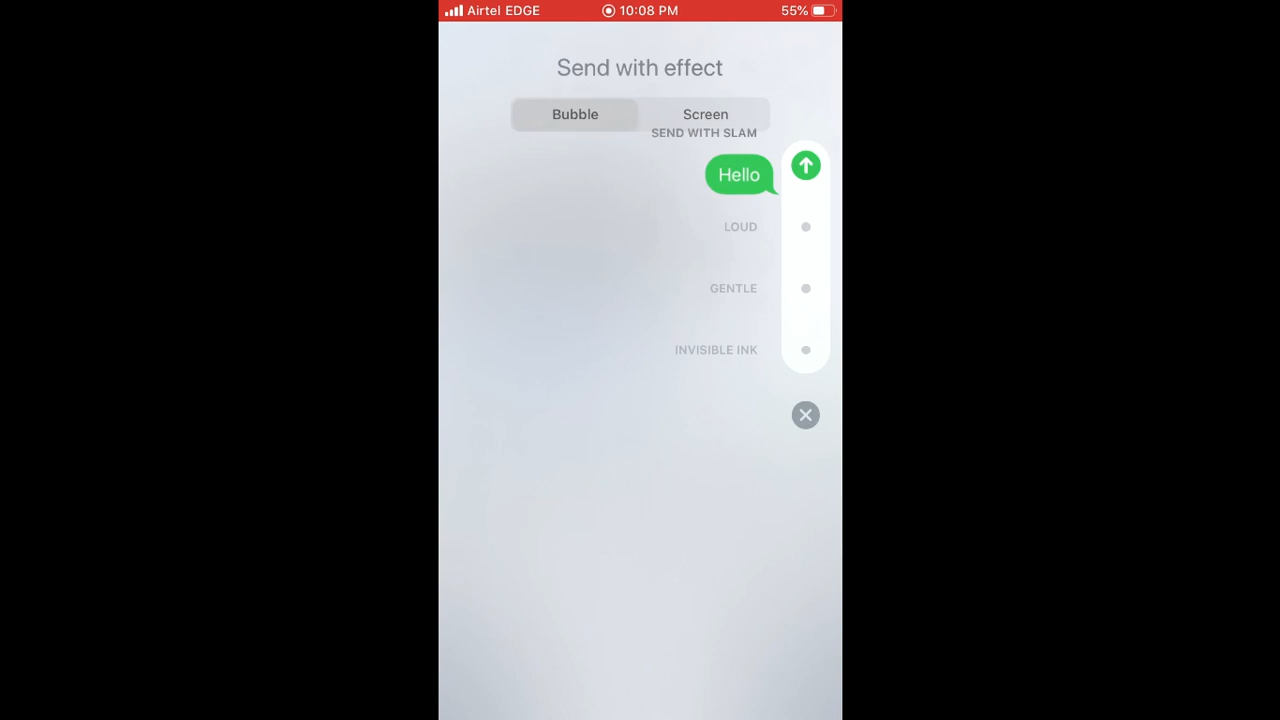 Airtel EDGE 10:08 PM 55%
Send with effect
Bubble Screen
SEND WITH SLAM
Hello
LOUD
GENTLE
INVISIBLE INK